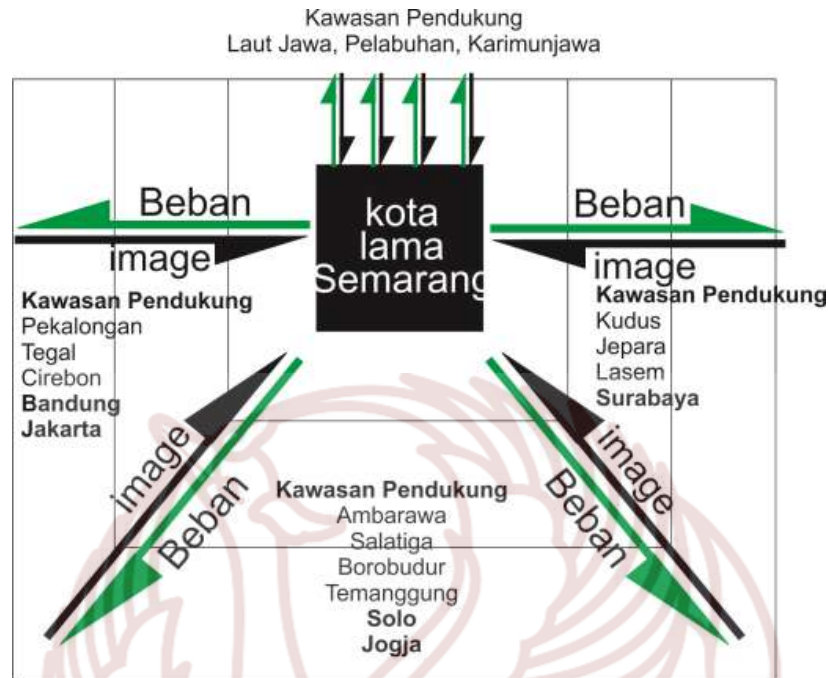 Kawasan Pendukung
Laut Jawa, Pelabuhan, Karimunjawa
Beban
image
kota
lama
Semarang
Beban
image
Kawasan Pendukung
Pekalongan
Tegal
Cirebon
Bandung
Jakarta
Kawasan Pendukung
Kudus
Jepara
Lasem
Surabaya
image
Beban
Kawasan Pendukung
Ambarawa
Salatiga
Borobudur
Temanggung
Solo
Jogja
image
Beban